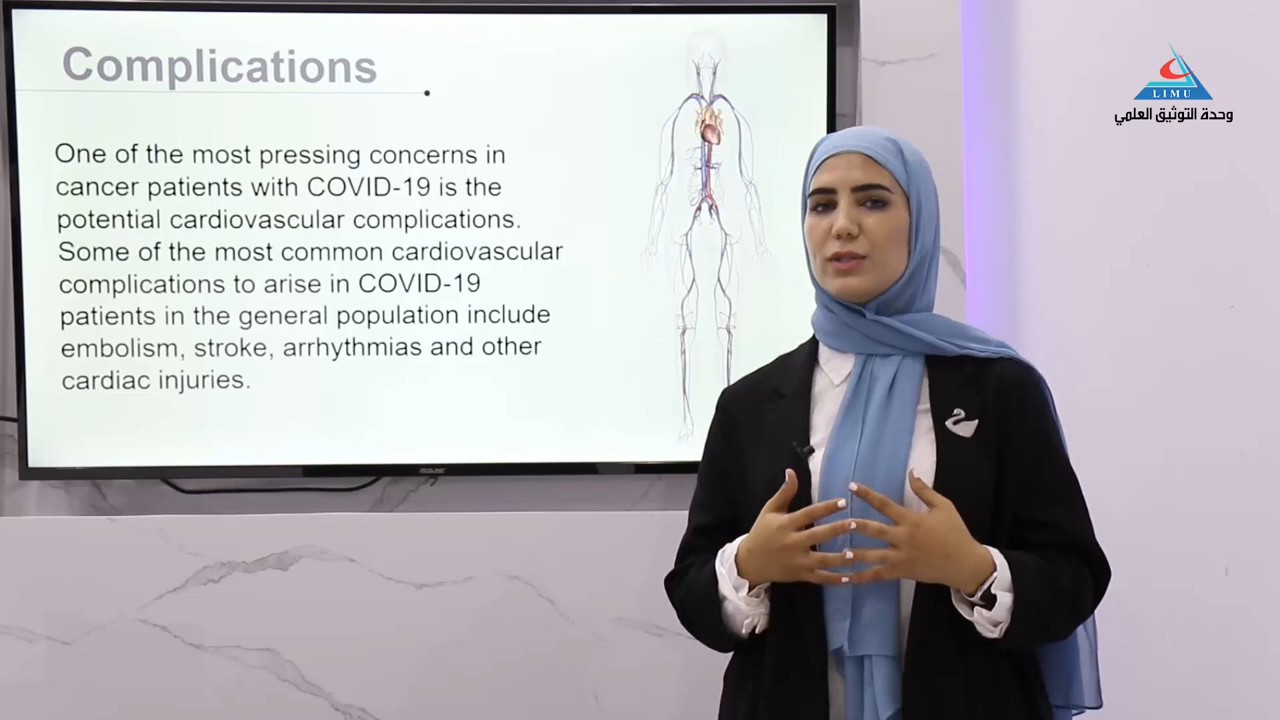 Complications
One of the most pressing concerns in
cancer patients with COVID-19 is the
potential cardiovascular complications.
Some of the most common cardiovascular
complications to arise in COVID-19
patients in the general population include
embolism, stroke, arrhythmias and other
cardiac injuries.
LIMU
وحدة التوثيق العلمي